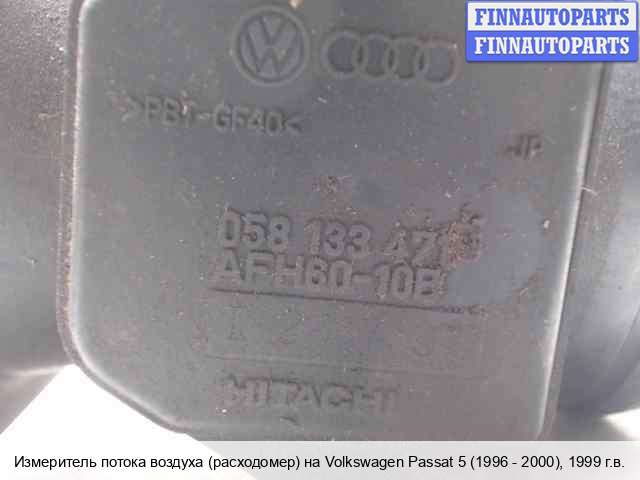 FINNAUTOPARTS
FINNAUTOPARTS
>PBT-GF40<
JP
058 133 471
AFH60-10B
HITACHI
Измеритель потока воздуха (расходомер) на Volkswagen Passat 5 (1996 - 2000), 1999 г.в.